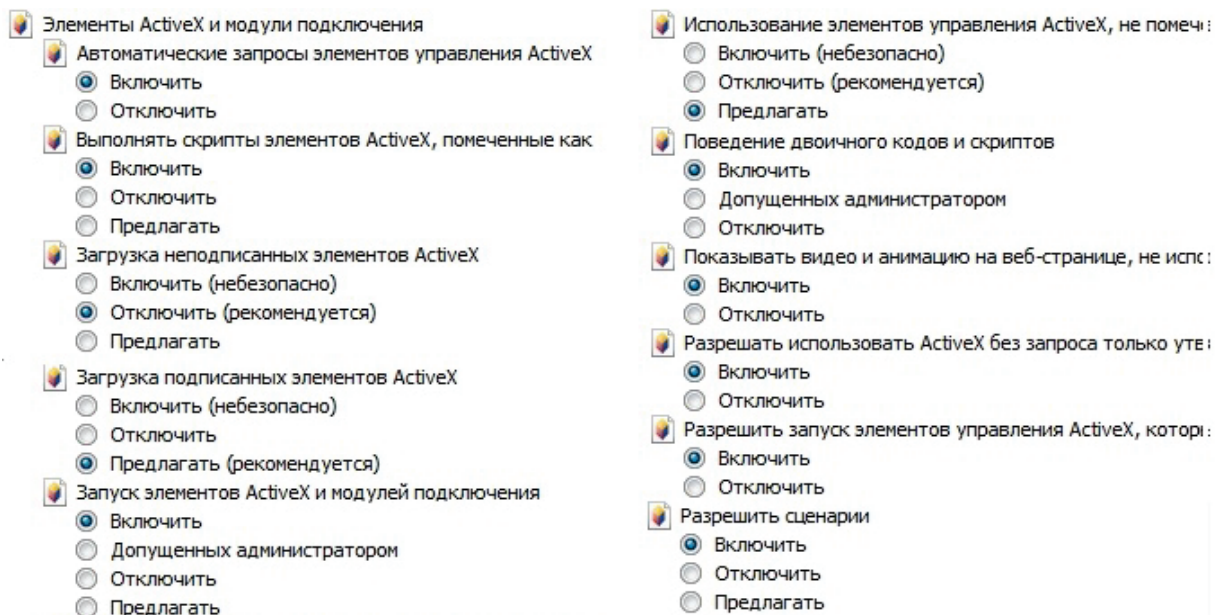 Элементы ActiveX и модули подключения
Автоматические запросы элементов управления ActiveX
Включить
Отключить
Выполнять скрипты элементов ActiveX, помеченные как
Включить
Отключить
Предлагать
Загрузка неподписанных элементов ActiveX
Включить (небезопасно)
Отключить (рекомендуется)
Предлагать
Загрузка подписанных элементов ActiveX
Включить (небезопасно)
Отключить
Предлагать (рекомендуется)
Запуск элементов ActiveX и модулей подключения
Включить
Допущенных администратором
Отключить
Предлагать
Использование элементов управления ActiveX, не
Включить (небезопасно)
Отключить (рекомендуется)
Предлагать
Поведение двоичного кодов и скриптов
Включить
Допущенных администратором
Отключить
Показывать видео и анимацию на веб-странице, не
Включить
Отключить
Разрешать использовать ActiveX без запроса только
Включить
Отключить
Разрешить запуск элементов управления ActiveX,
Включить
Отключить
Разрешить сценарии
Включить
Отключить
Предлагать